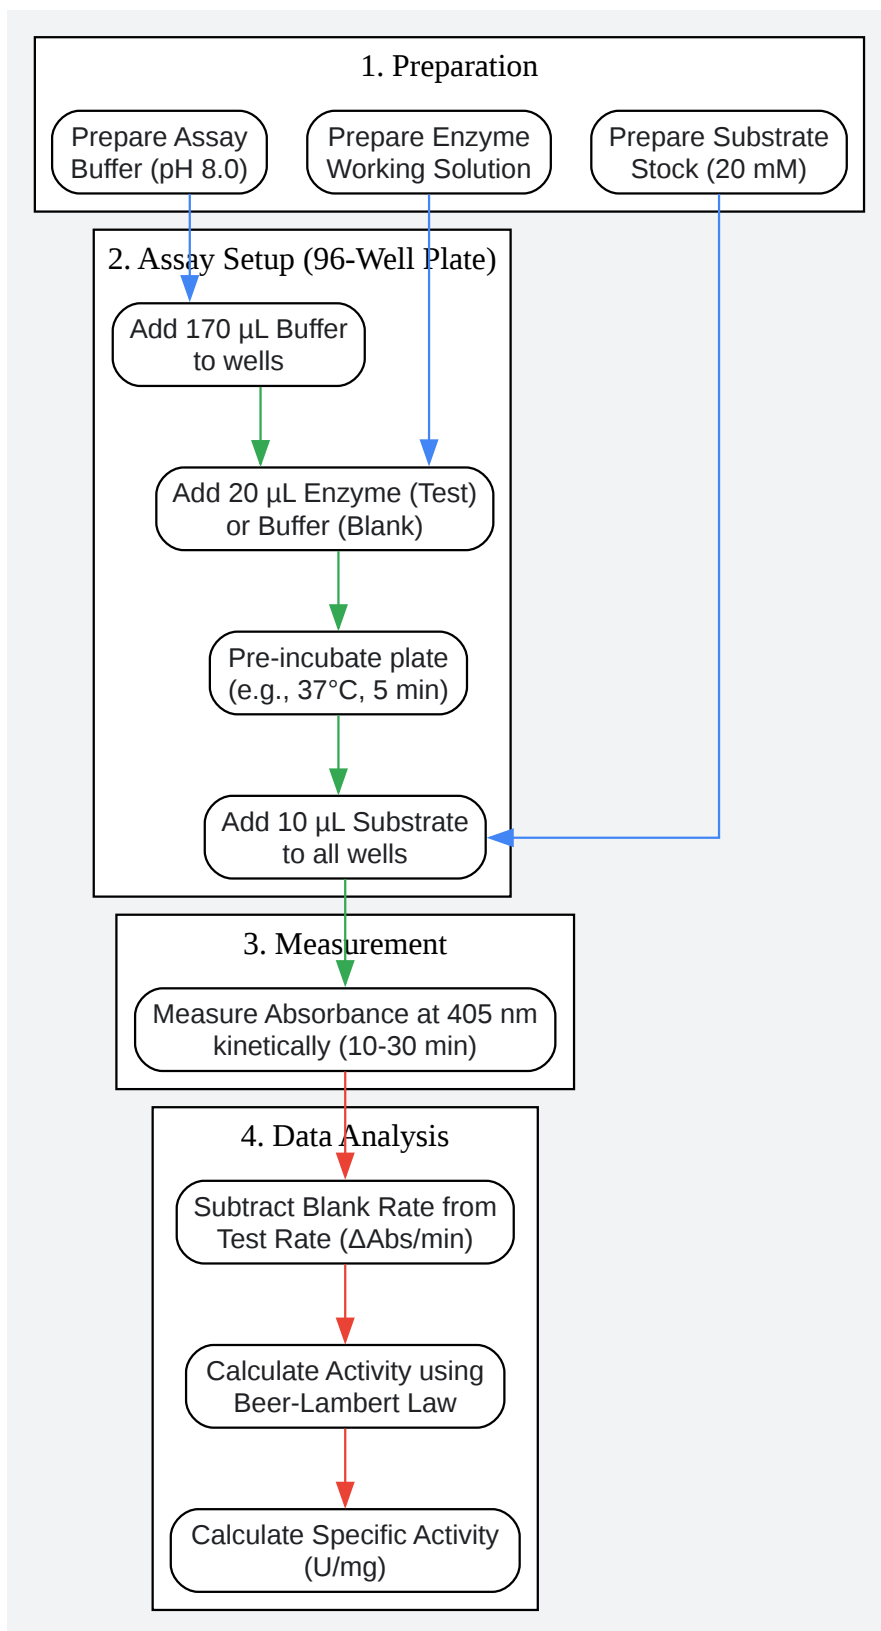 1. Preparation
Prepare Assay
Buffer (pH 8.0)
Prepare Enzyme
Working Solution
Prepare Substrate
Stock (20 mM)
2. Assay Setup (96-Well Plate)
Add 170 µL Buffer
to wells
Add 20 µL Enzyme (Test)
or Buffer (Blank)
Pre-incubate plate
(e.g., 37°C, 5 min)
Add 10 µL Substrate
to all wells
3. Measurement
Measure Absorbance at 405 nm
kinetically (10-30 min)
4. Data Analysis
Subtract Blank Rate from
Test Rate (ΔAbs/min)
Calculate Activity using
Beer-Lambert Law
Calculate Specific Activity
(U/mg)